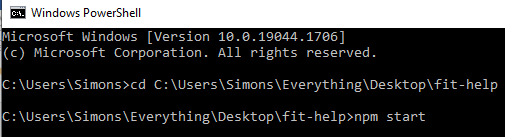 Windows PowerShell
Microsoft Windows [Version 10.0.19044.1706]
(c) Microsoft Corporation. All rights reserved.
C:\Users\Simons>cd C:\Users\Simons\Everything\Desktop\fit-help
C:\Users\Simons\Everything\Desktop\fit-help>npm start